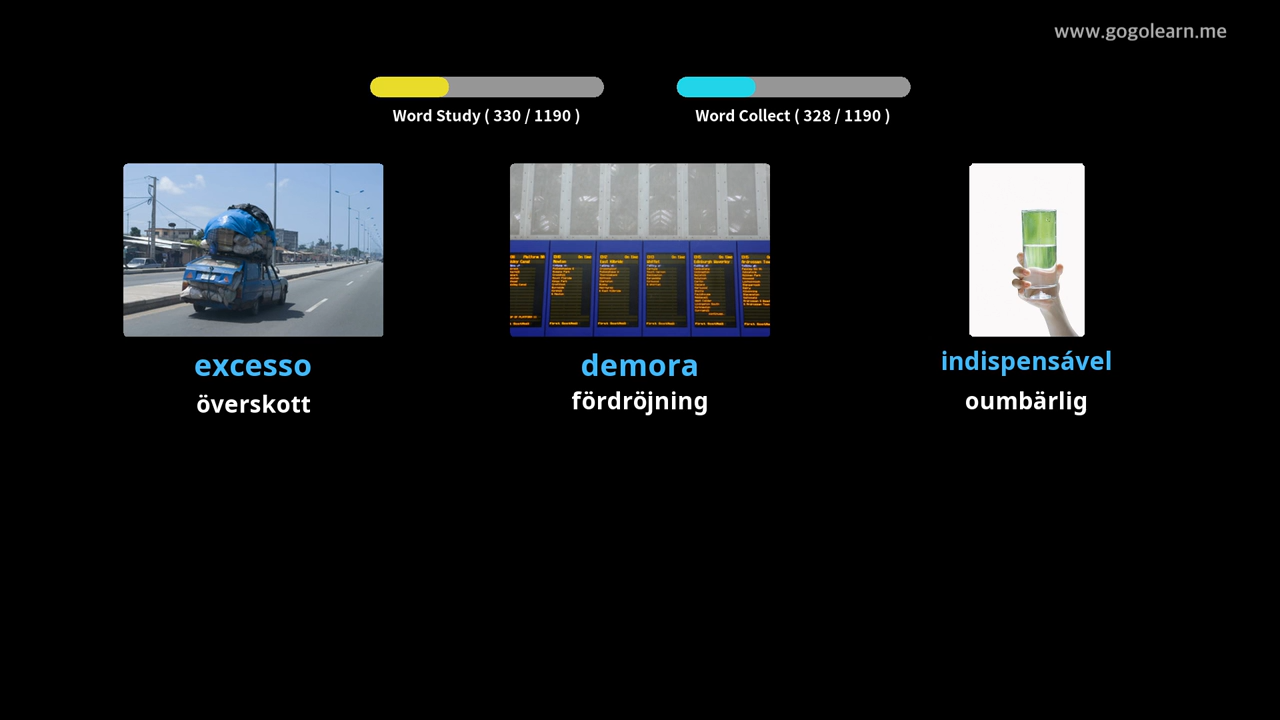 www.gogolearn.me
Word Study ( 330 / 1190 )
Word Collect ( 328 / 1190 )
excesso
överskott
demora
fördröjning
indispensável
oumbärlig